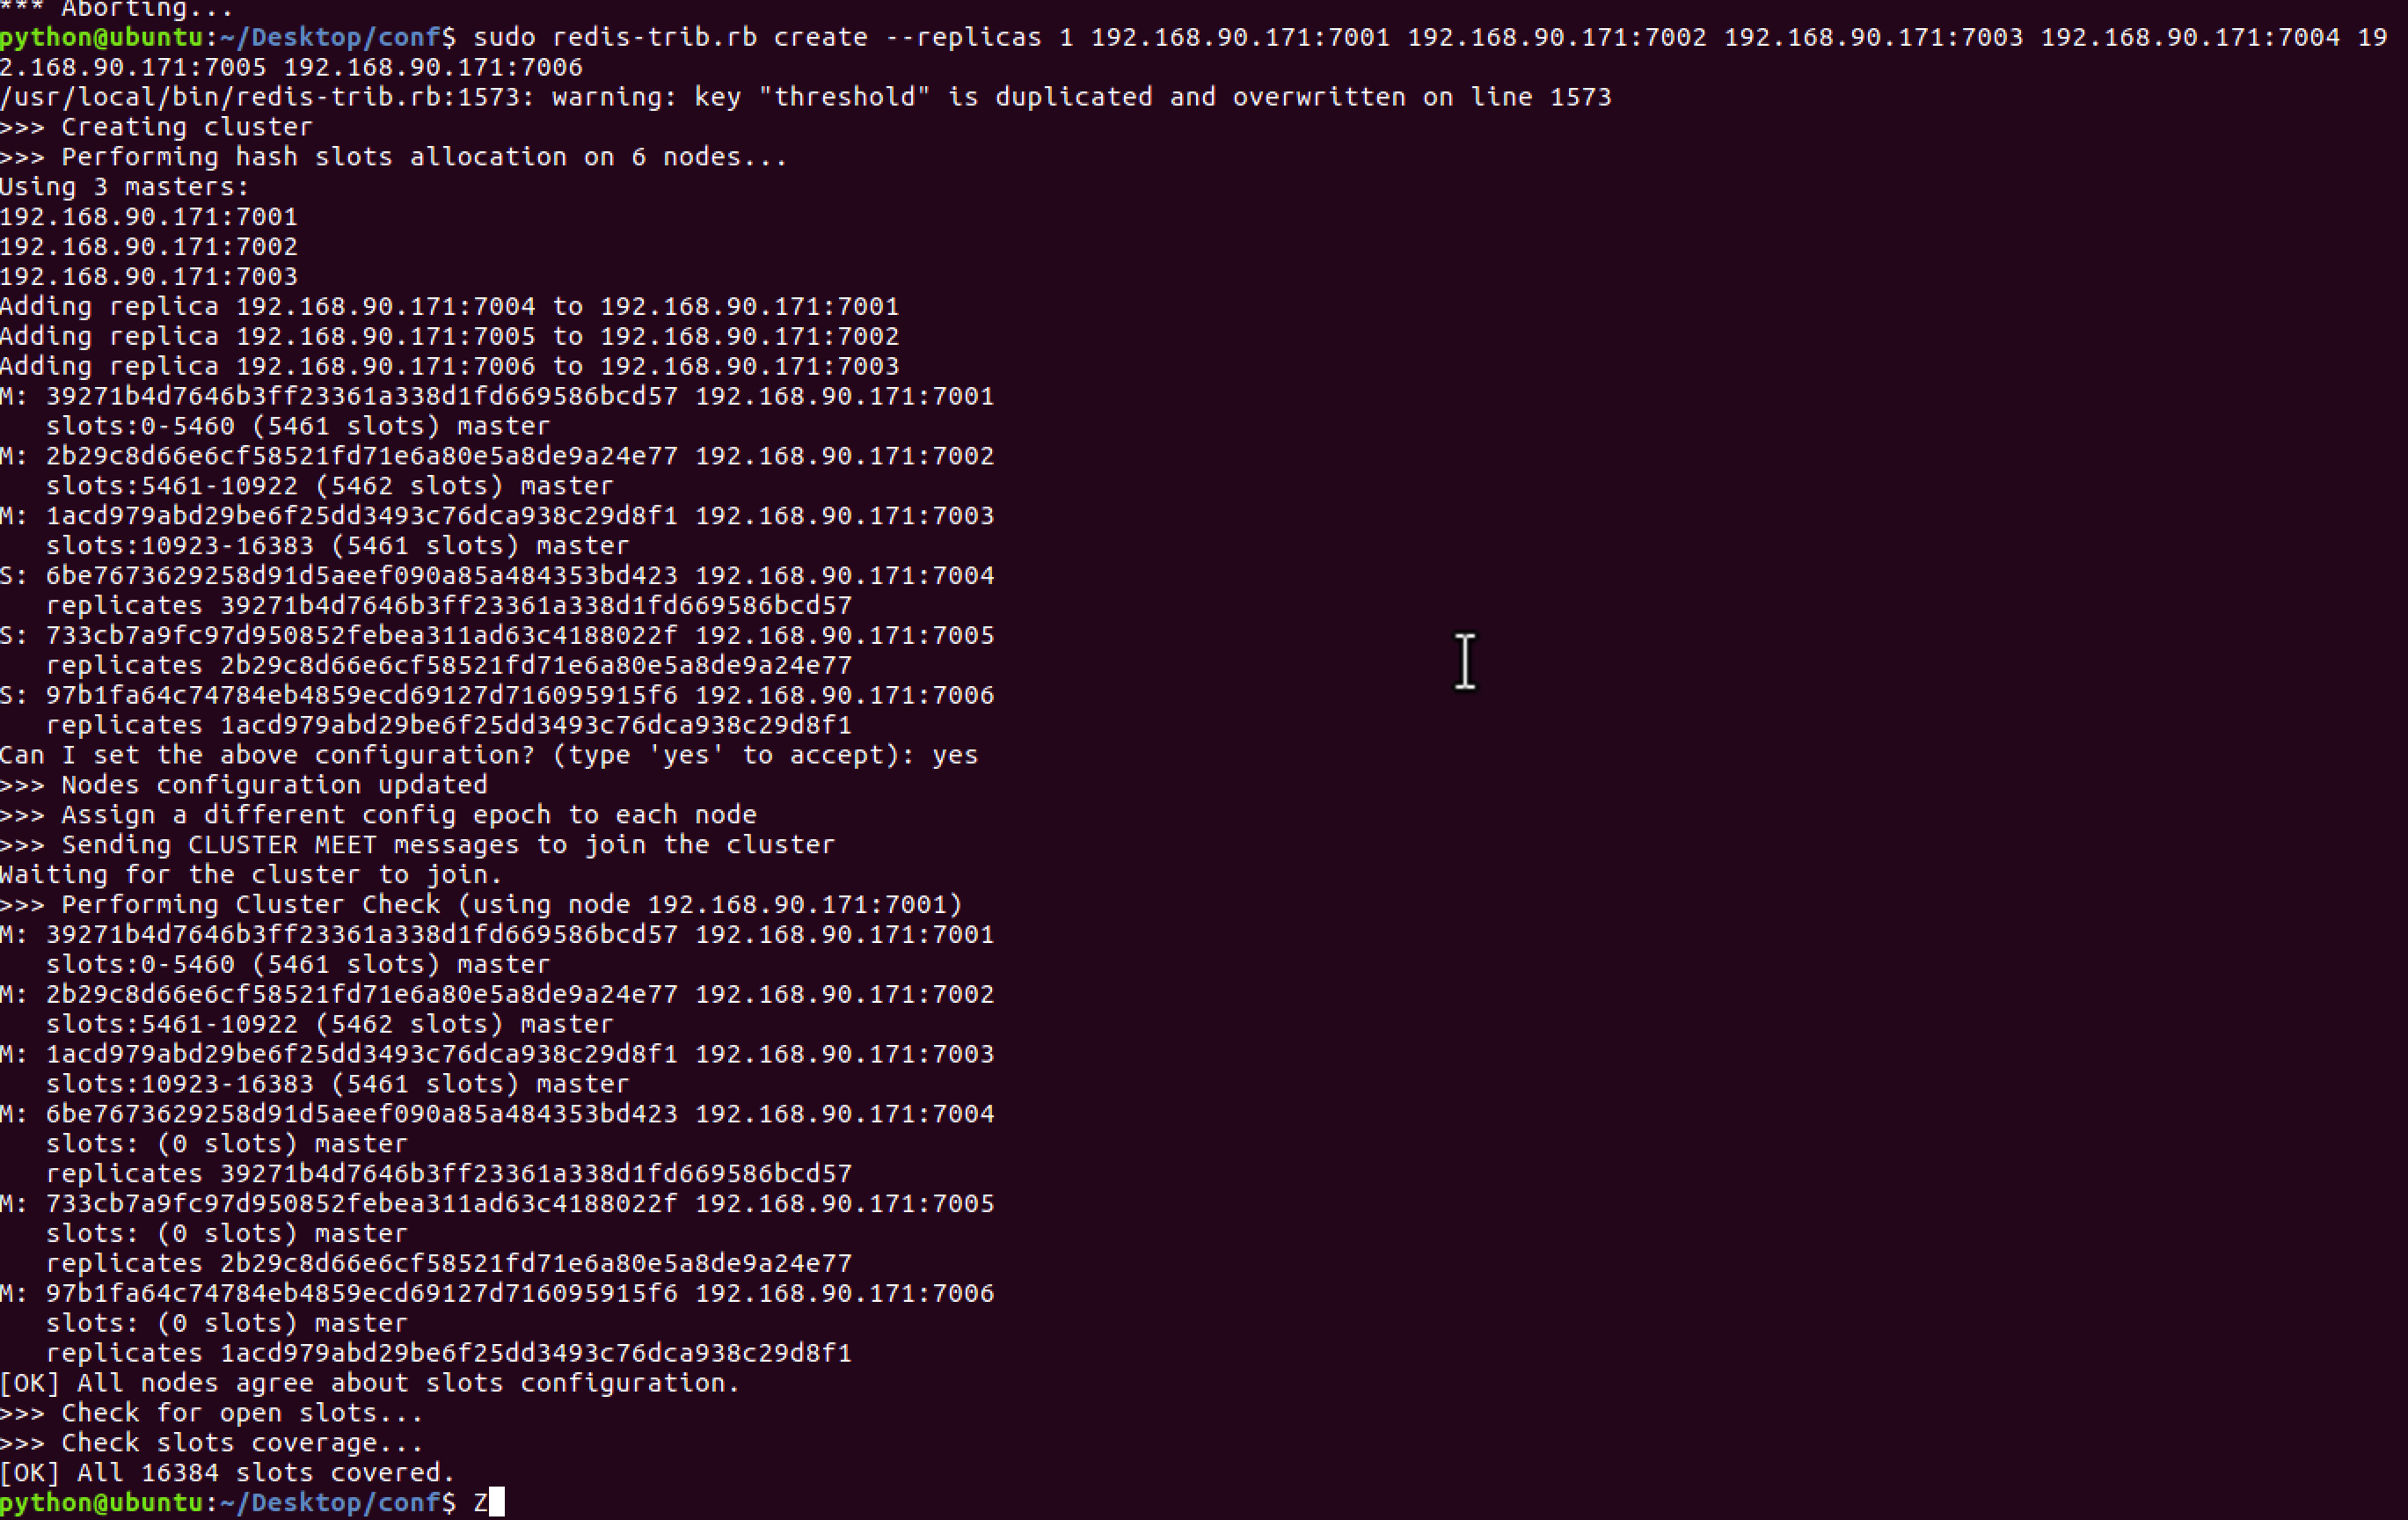 *** Aborting...
python@ubuntu:~/Desktop/conf$ sudo redis-trib.rb create --replicas 1 192.168.90.171:7001 192.168.90.171:7002 192.168.90.171:7003 192.168.90.171:7004 19
2.168.90.171:7005 192.168.90.171:7006
/usr/local/bin/redis-trib.rb:1573: warning: key "threshold" is duplicated and overwritten on line 1573
>>> Creating cluster
>>> Performing hash slots allocation on 6 nodes...
Using 3 masters:
192.168.90.171:7001
192.168.90.171:7002
192.168.90.171:7003
Adding replica 192.168.90.171:7004 to 192.168.90.171:7001
Adding replica 192.168.90.171:7005 to 192.168.90.171:7002
Adding replica 192.168.90.171:7006 to 192.168.90.171:7003
M: 39271b4d7646b3ff23361a338d1fd669586bcd57 192.168.90.171:7001
   slots:0-5460 (5461 slots) master
M: 2b29c8d66e6cf58521fd71e6a80e5a8de9a24e77 192.168.90.171:7002
   slots:5461-10922 (5462 slots) master
M: 1acd979abd29be6f25dd3493c76dca938c29d8f1 192.168.90.171:7003
   slots:10923-16383 (5461 slots) master
S: 6be7673629258d91d5aeef090a85a484353bd423 192.168.90.171:7004
   replicates 39271b4d7646b3ff23361a338d1fd669586bcd57
S: 733cb7a9fc97d950852febea311ad63c4188022f 192.168.90.171:7005
   replicates 2b29c8d66e6cf58521fd71e6a80e5a8de9a24e77
S: 97b1fa64c74784eb4859ecd69127d716095915f6 192.168.90.171:7006
   replicates 1acd979abd29be6f25dd3493c76dca938c29d8f1
Can I set the above configuration? (type 'yes' to accept): yes
>>> Nodes configuration updated
>>> Assign a different config epoch to each node
>>> Sending CLUSTER MEET messages to join the cluster
Waiting for the cluster to join.
>>> Performing Cluster Check (using node 192.168.90.171:7001)
M: 39271b4d7646b3ff23361a338d1fd669586bcd57 192.168.90.171:7001
   slots:0-5460 (5461 slots) master
M: 2b29c8d66e6cf58521fd71e6a80e5a8de9a24e77 192.168.90.171:7002
   slots:5461-10922 (5462 slots) master
M: 1acd979abd29be6f25dd3493c76dca938c29d8f1 192.168.90.171:7003
   slots:10923-16383 (5461 slots) master
M: 6be7673629258d91d5aeef090a85a484353bd423 192.168.90.171:7004
   slots: (0 slots) master
   replicates 39271b4d7646b3ff23361a338d1fd669586bcd57
M: 733cb7a9fc97d950852febea311ad63c4188022f 192.168.90.171:7005
   slots: (0 slots) master
   replicates 2b29c8d66e6cf58521fd71e6a80e5a8de9a24e77
M: 97b1fa64c74784eb4859ecd69127d716095915f6 192.168.90.171:7006
   slots: (0 slots) master
   replicates 1acd979abd29be6f25dd3493c76dca938c29d8f1
[OK] All nodes agree about slots configuration.
>>> Check for open slots...
>>> Check slots coverage...
[OK] All 16384 slots covered.
python@ubuntu:~/Desktop/conf$ Z